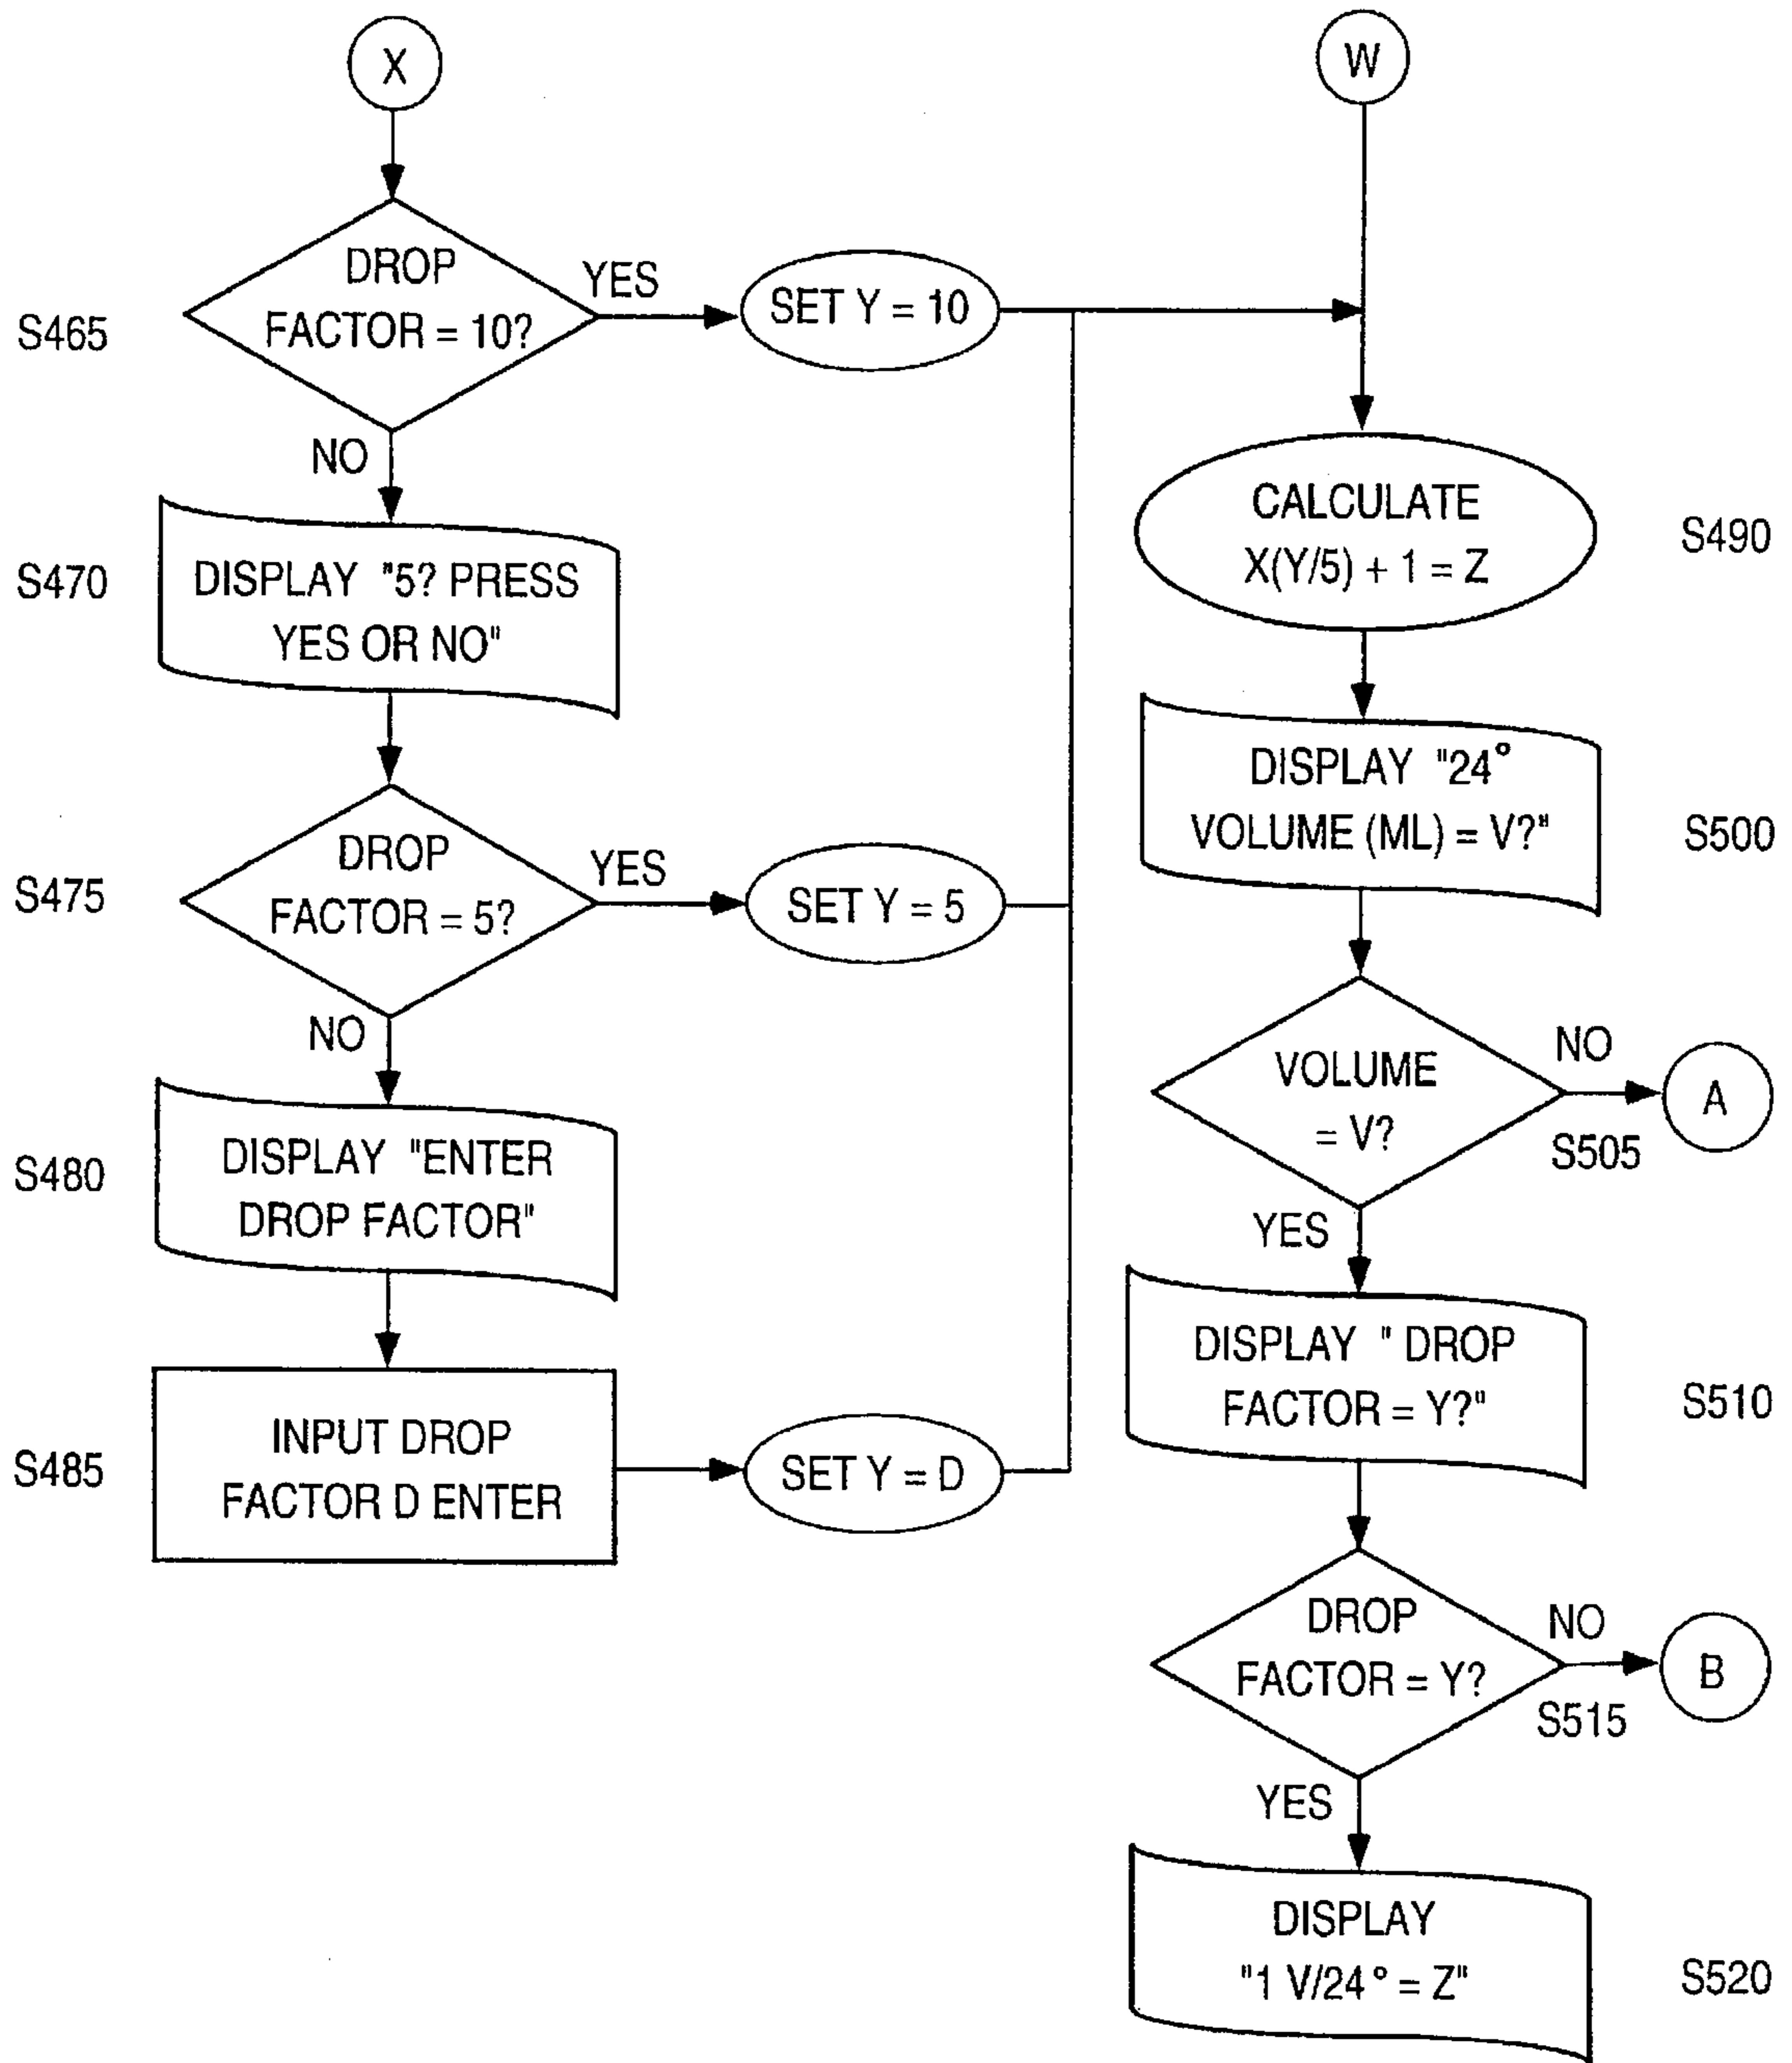 X
DROP
FACTOR = 10?
YES
SET Y = 10
S465
NO
DISPLAY "5? PRESS
YES OR NO"
S470
DROP
FACTOR = 5?
YES
SET Y = 5
S475
NO
DISPLAY "ENTER
DROP FACTOR"
S480
INPUT DROP
FACTOR D ENTER
SET Y = D
S485
W
CALCULATE
X(Y/5) + 1 = Z
S490
DISPLAY "24°
VOLUME (ML) = V?"
S500
VOLUME
= V?
NO
A
S505
YES
DISPLAY " DROP
FACTOR = Y?"
S510
DROP
FACTOR = Y?
NO
B
S515
YES
DISPLAY
"1 V/24° = Z"
S520